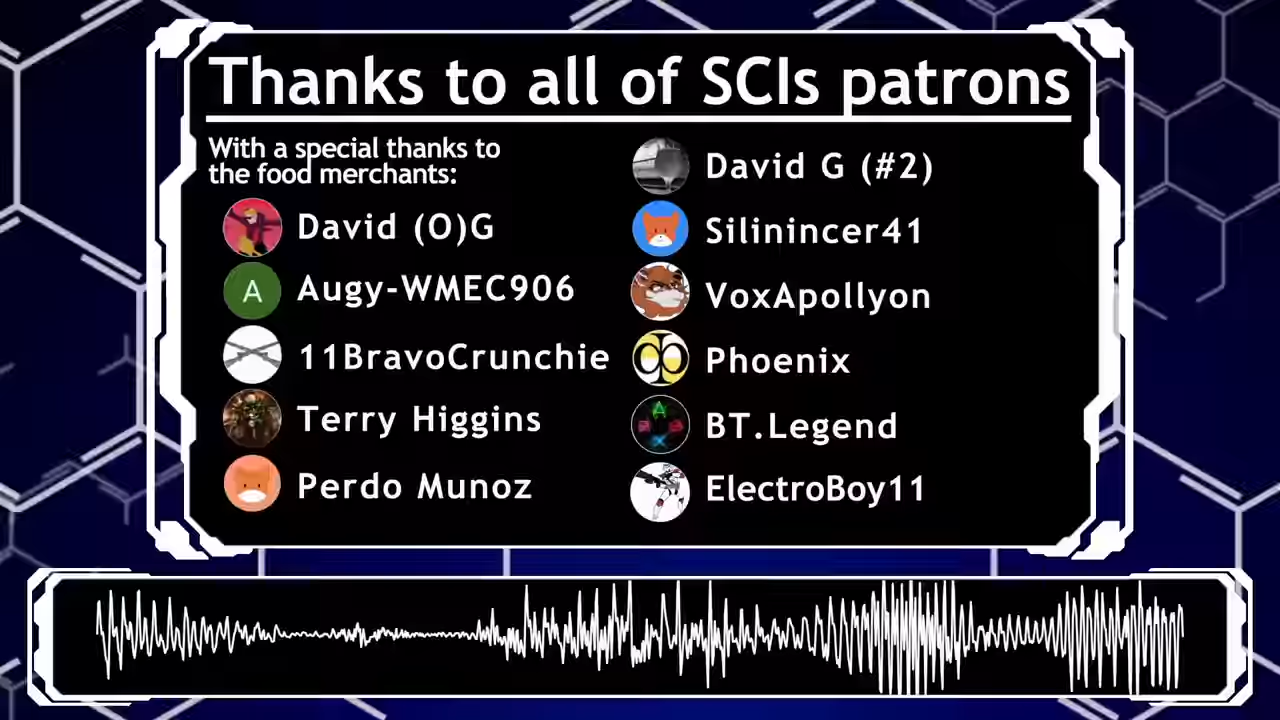 Thanks to all of SCIs patrons
With a special thanks to
the food merchants:
David (O)G
A
Augy-WMEC906
11BravoCrunchie
Terry Higgins
Perdo Munoz
David G (#2)
Silinincer41
VoxApollyon
Phoenix
A
X
BT.Legend
ElectroBoy11